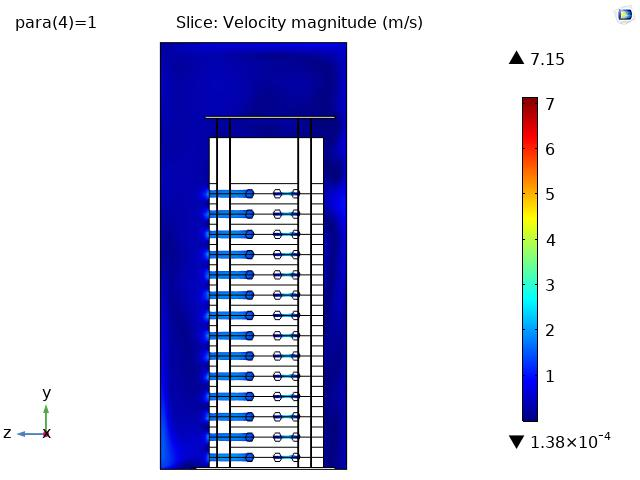 para(4)=1
Slice: Velocity magnitude (m/s)
▲ 7.15
7
6
5
4
3
2
1
▼ 1.38×10⁻⁴
y
z
x